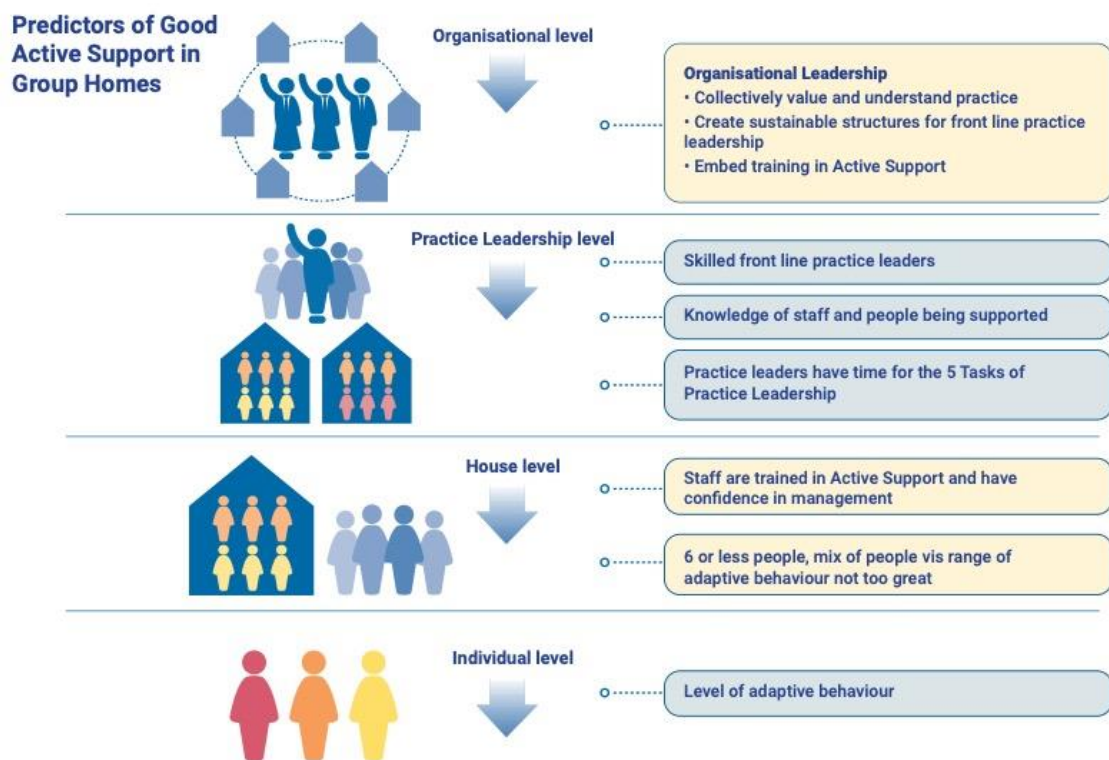 Predictors of Good
Active Support in
Group Homes
Organisational level
Organisational Leadership
• Collectively value and understand practice
• Create sustainable structures for front line practice
leadership
• Embed training in Active Support
Practice Leadership level
Skilled front line practice leaders
Knowledge of staff and people being supported
Practice leaders have time for the 5 Tasks of
Practice Leadership
House level
Staff are trained in Active Support and have
confidence in management
6 or less people, mix of people vis range of
adaptive behaviour not too great
Individual level
Level of adaptive behaviour